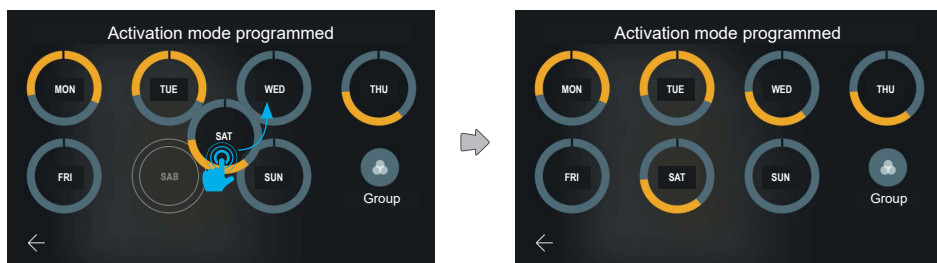 Activation mode programmed
MON TUE WED THU
SAT
FRI SAB SUN
Group
Activation mode programmed
MON TUE WED THU
FRI SAT SUN
Group